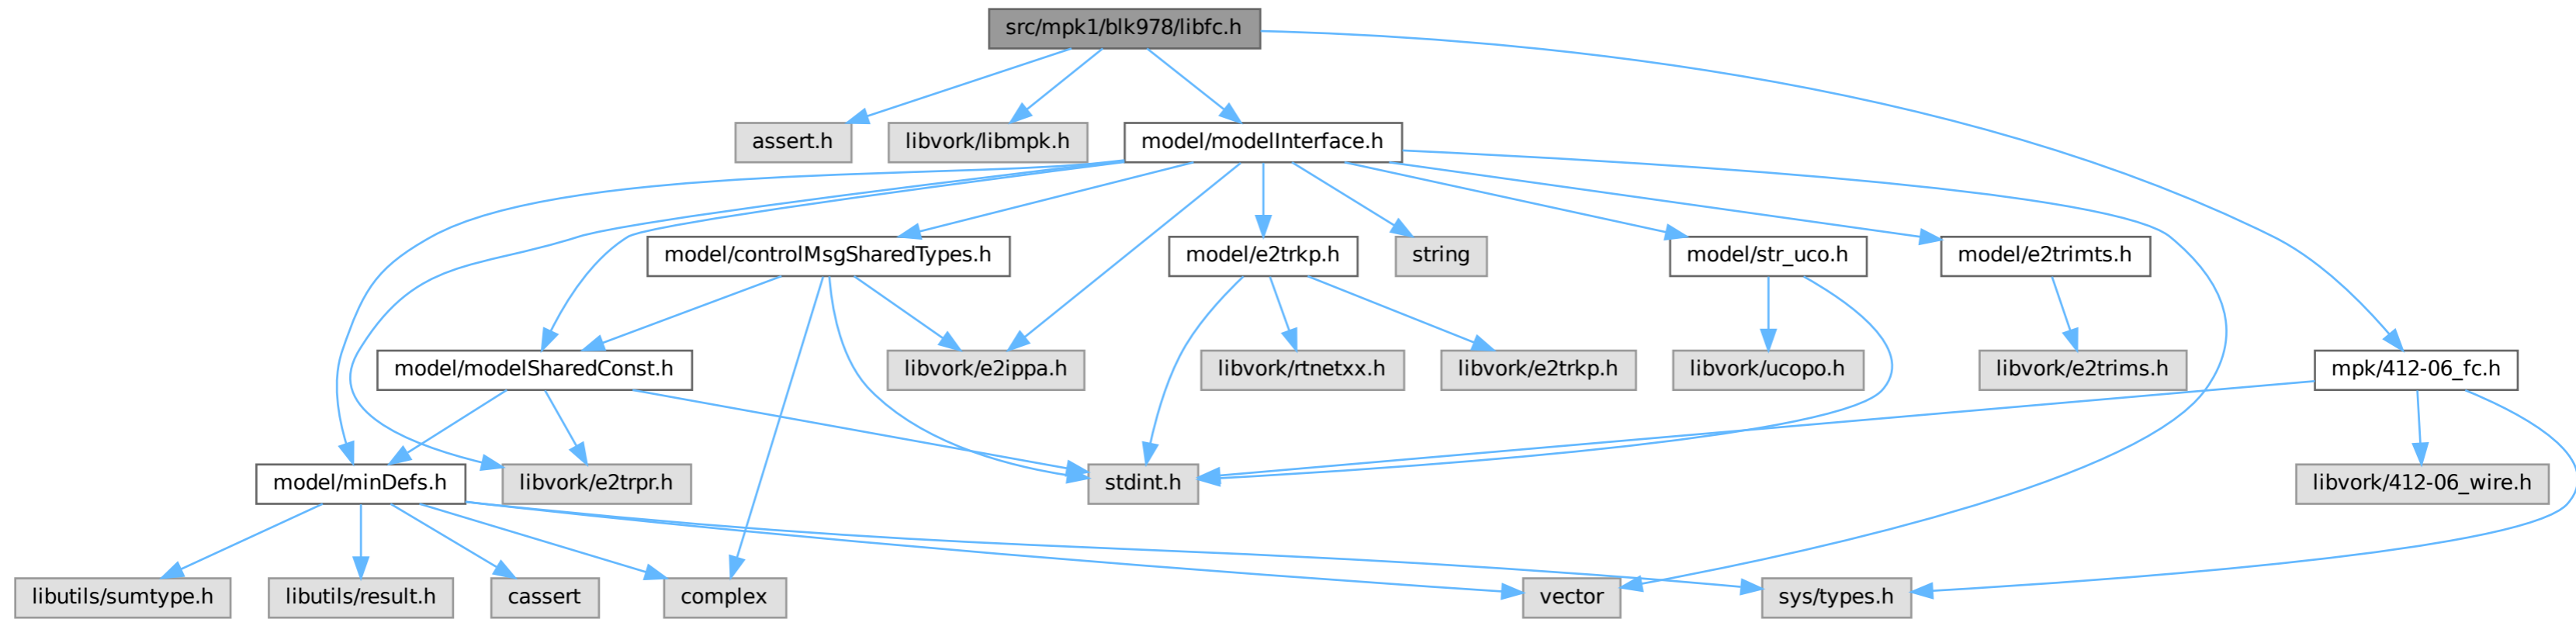 src/mpk1/blk978/libfc.h
assert.h
libvork/libmpk.h
model/modelInterface.h
model/controlMsgSharedTypes.h
model/e2trkp.h
string
model/str_uco.h
model/e2trimts.h
model/modelSharedConst.h
libvork/e2ippa.h
libvork/rtnetxx.h
libvork/e2trkp.h
libvork/ucopo.h
libvork/e2trims.h
mpk/412-06_fc.h
model/minDefs.h
libvork/e2trpr.h
stdint.h
libvork/412-06_wire.h
libutils/sumtype.h
libutils/result.h
cassert
complex
vector
sys/types.h